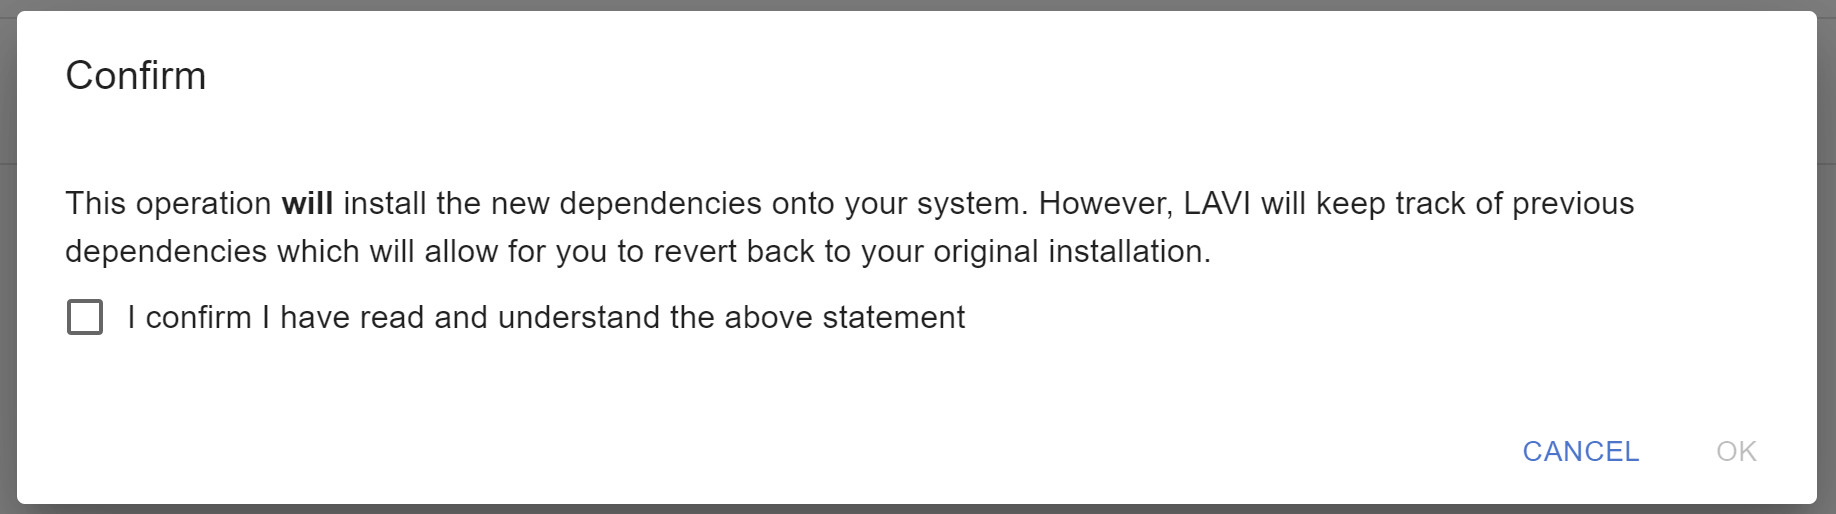 Confirm
This operation will install the new dependencies onto your system. However, LAVI will keep track of previous
dependencies which will allow for you to revert back to your original installation.
I confirm I have read and understand the above statement
CANCEL OK